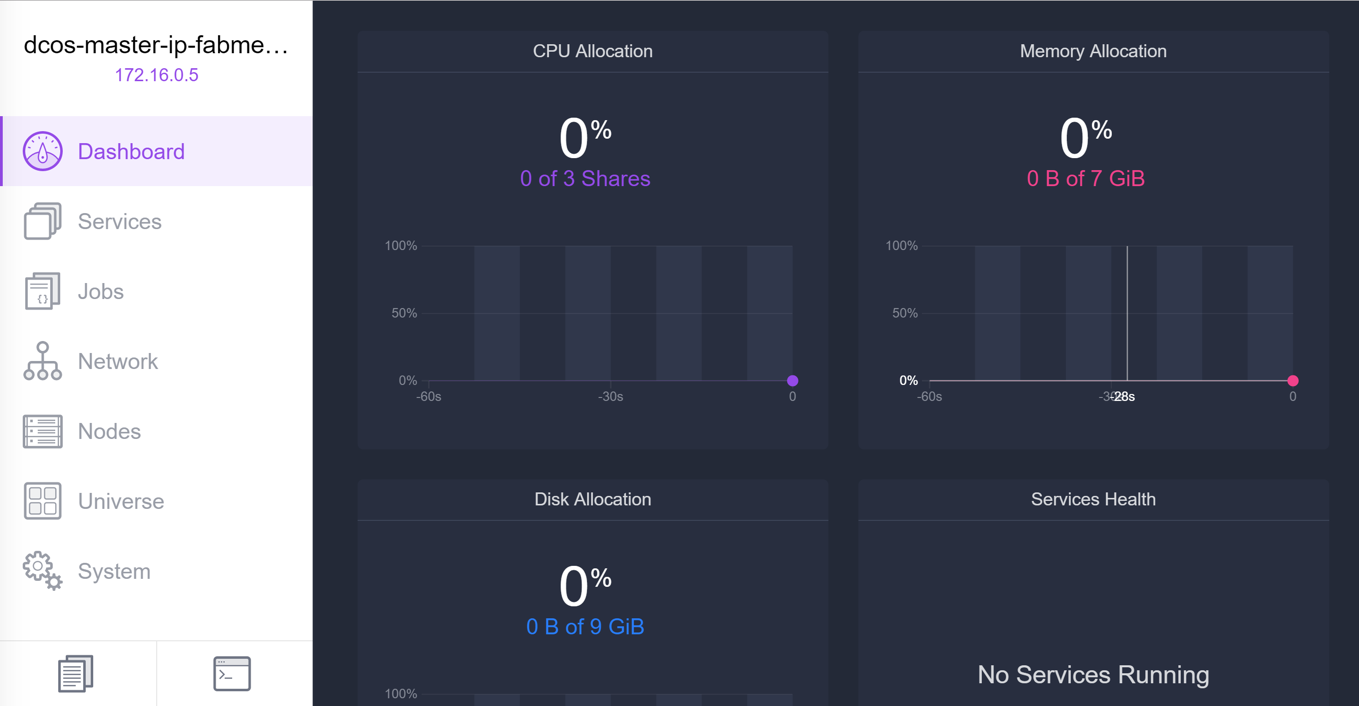 dcos-master-ip-fabme...
172.16.0.5
Dashboard
Services
Jobs
{}
Network
Nodes
Universe
System
>_
CPU Allocation
0%
0 of 3 Shares
100%
50%
0%
-60s
-30s
0
Memory Allocation
0%
0 B of 7 GiB
100%
50%
0%
-60s
-28s
0
Disk Allocation
0%
0 B of 9 GiB
100%
Services Health
No Services Running